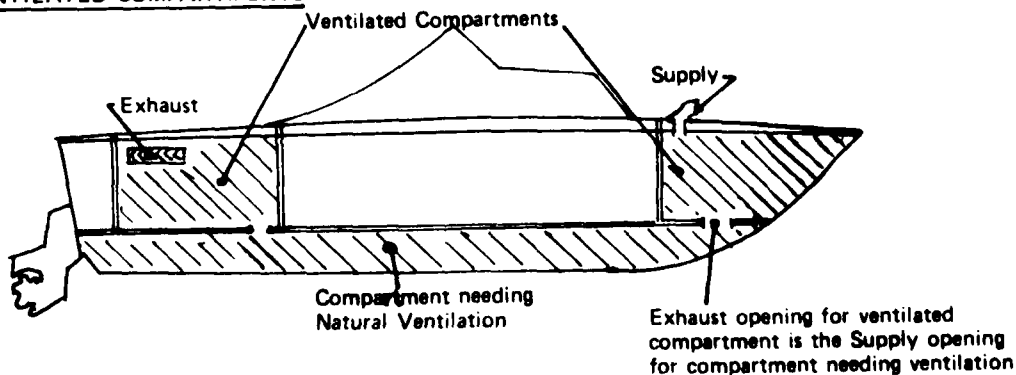 Ventilated Compartments
Supply
Exhaust
Compartment needing
Natural Ventilation
Exhaust opening for ventilated
compartment is the Supply opening
for compartment needing ventilation